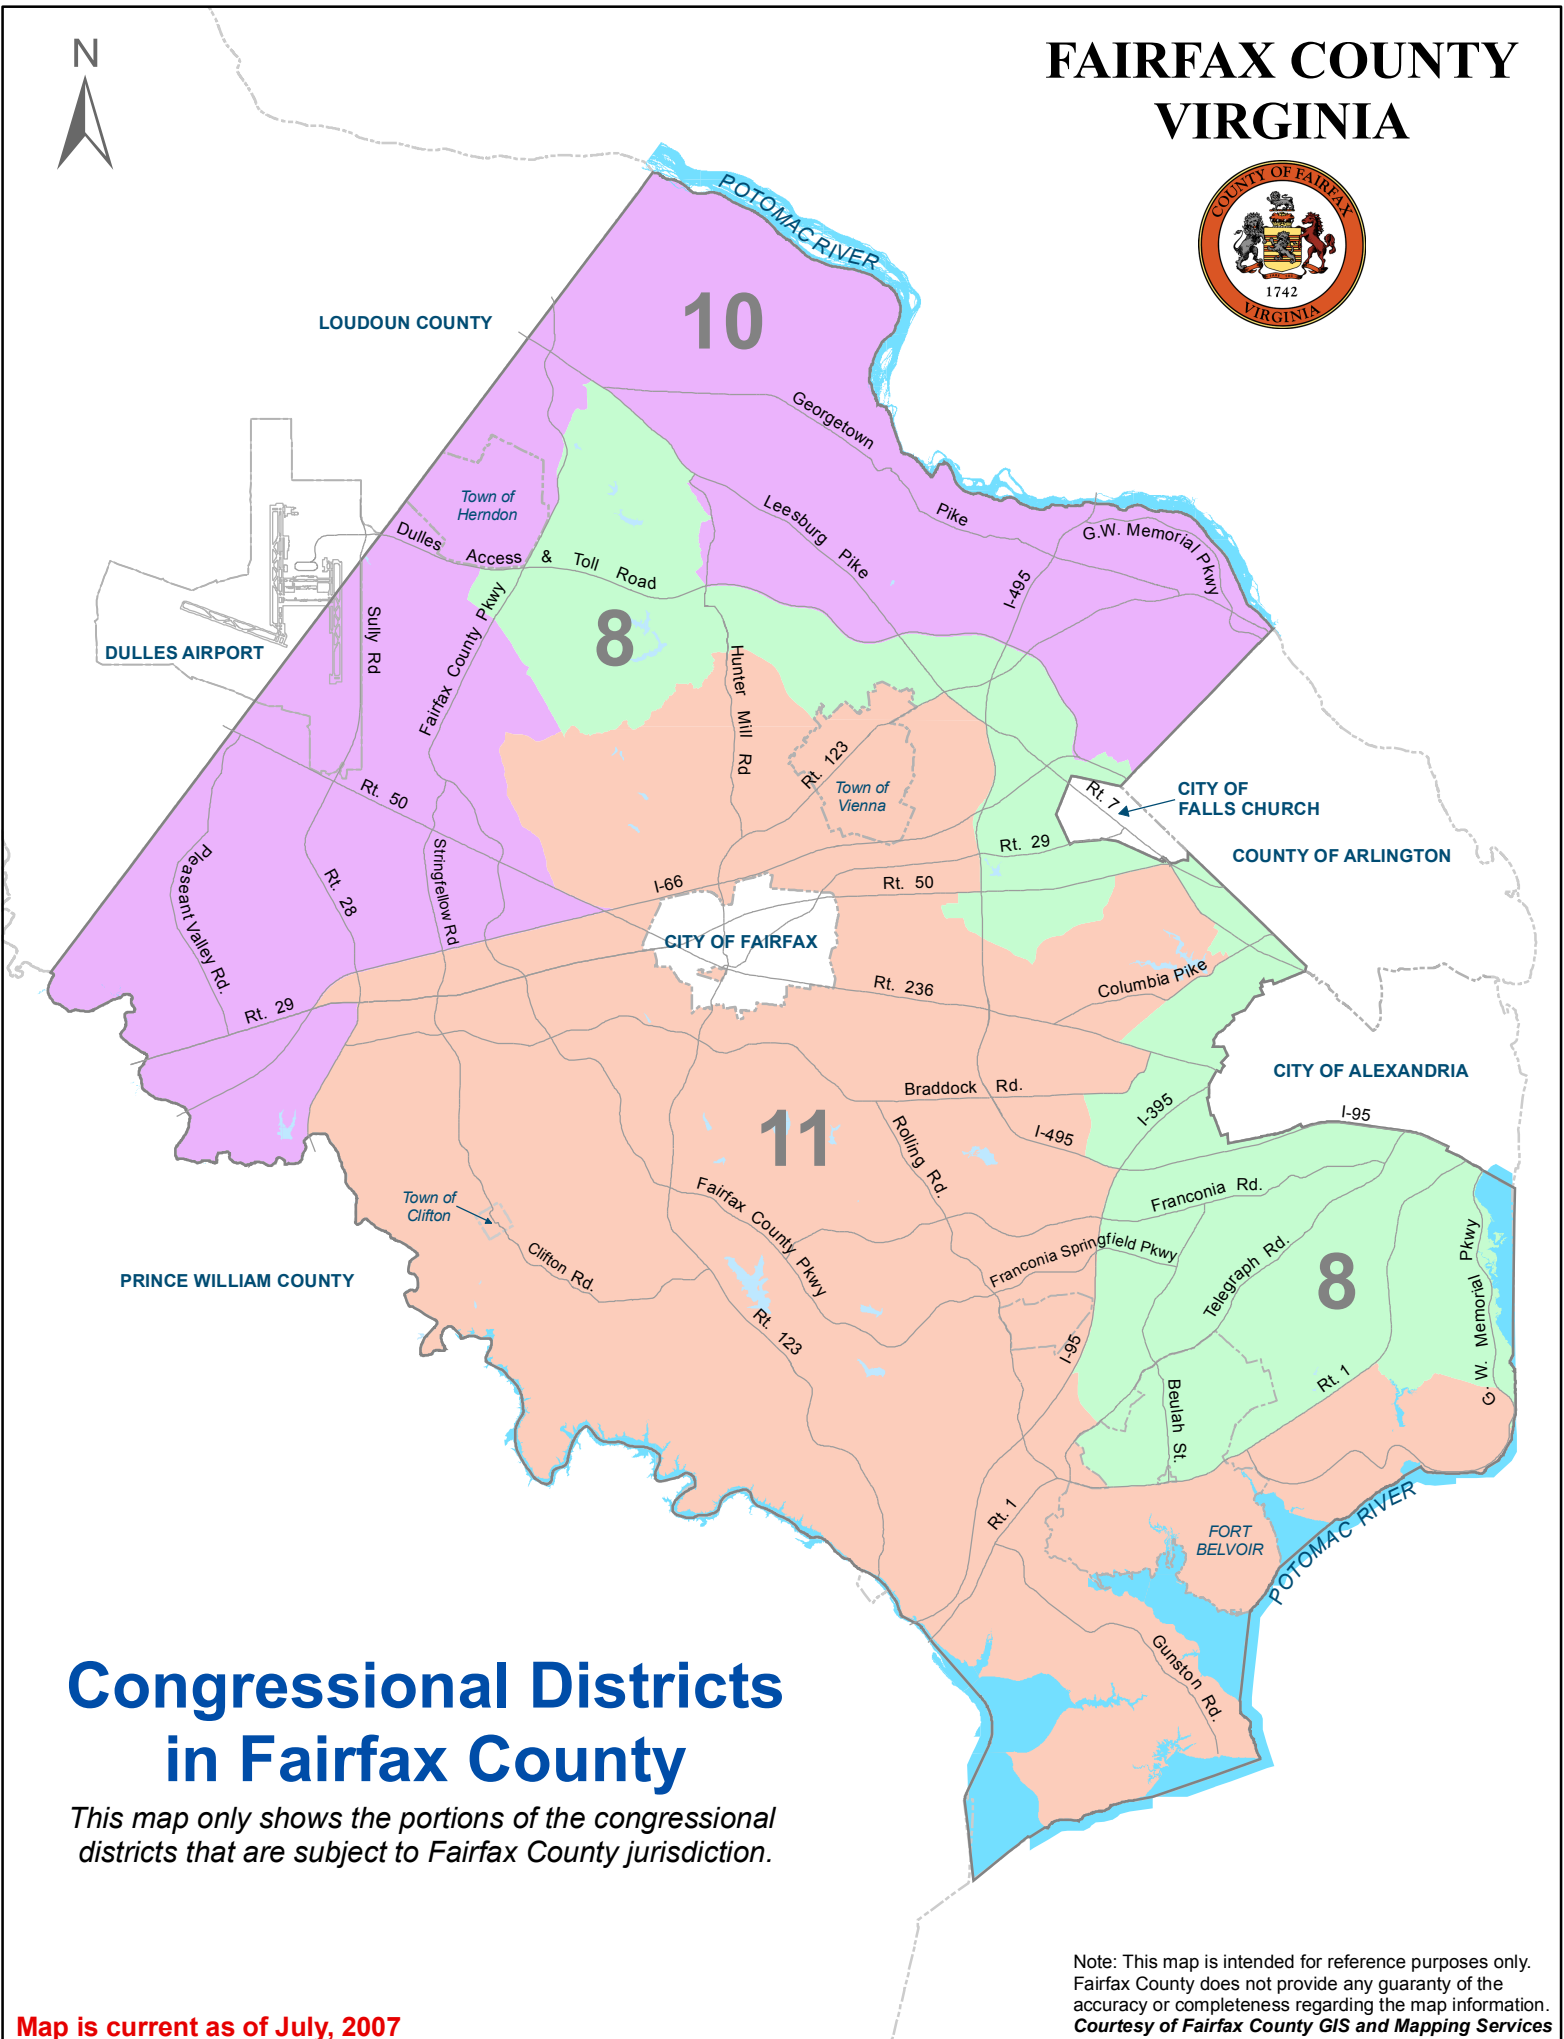 N
FAIRFAX COUNTY
VIRGINIA
COUNTY OF FAIRFAX
1742
VIRGINIA
POTOMAC RIVER
10
LOUDOUN COUNTY
Georgetown
Pike
Leesburg Pike
G.W. Memorial Pkwy
Town of
Herndon
Dulles Access & Toll Road
I-495
Sully Rd
Fairfax County Pkwy
8
DULLES AIRPORT
Hunter Mill Rd
Rt. 123
Town of
Vienna
Rt. 50
Rt. 7
CITY OF
FALLS CHURCH
COUNTY OF ARLINGTON
Pleaseant Valley Rd.
Rt. 28
Stringfellow Rd
I-66
Rt. 29
Rt. 50
CITY OF FAIRFAX
Rt. 236
Columbia Pike
Rt. 29
CITY OF ALEXANDRIA
Braddock Rd.
I-395
I-95
11
Rolling Rd.
I-495
Town of
Clifton
Fairfax County Pkwy
Franconia Rd.
Clifton Rd.
Franconia Springfield Pkwy
Telegraph Rd.
8
G. W. Memorial Pkwy
PRINCE WILLIAM COUNTY
Rt. 123
I-95
Beulah St.
Rt. 1
Rt. 1
FORT
BELVOIR
POTOMAC RIVER
Gunston Rd.
Congressional Districts
in Fairfax County
This map only shows the portions of the congressional
districts that are subject to Fairfax County jurisdiction.
Note: This map is intended for reference purposes only.
Fairfax County does not provide any guaranty of the
accuracy or completeness regarding the map information.
Courtesy of Fairfax County GIS and Mapping Services
Map is current as of July, 2007